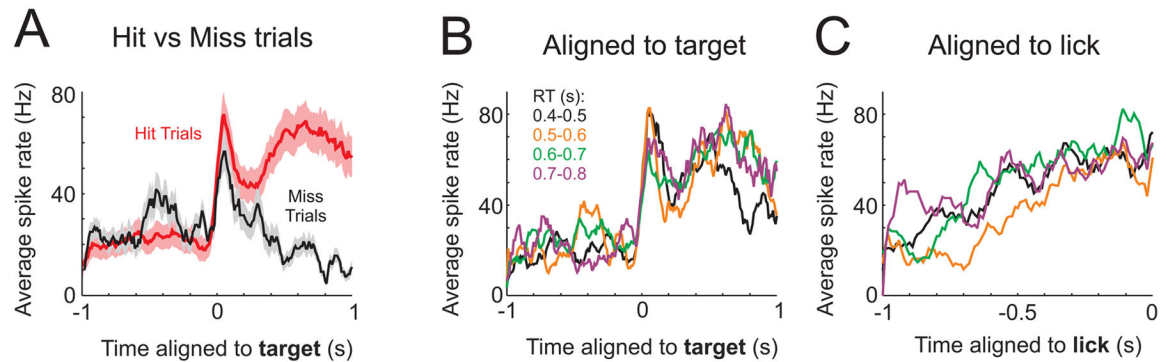 A
Hit vs Miss trials
Average spike rate (Hz)
80
40
0
Hit Trials
Miss
Trials
-1
0
1
Time aligned to target (s)
B
Aligned to target
Average spike rate (Hz)
80
40
0
RT (s):
0.4-0.5
0.5-0.6
0.6-0.7
0.7-0.8
-1
0
1
Time aligned to target (s)
C
Aligned to lick
Average spike rate (Hz)
80
40
0
-1
-0.5
0
Time aligned to lick (s)